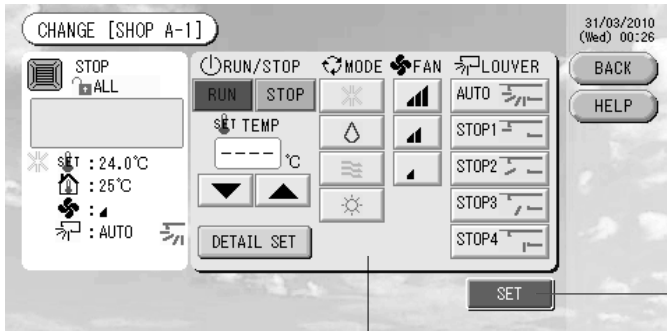 CHANGE [SHOP A-1]
31/03/2010
(Wed) 00:26
STOP
ALL
SET :24.0℃
:25℃
:
:AUTO
RUN/STOP
RUN STOP
SET TEMP
---- ℃
DETAIL SET
MODE
FAN
LOUVER
AUTO
STOP1
STOP2
STOP3
STOP4
BACK
HELP
SET